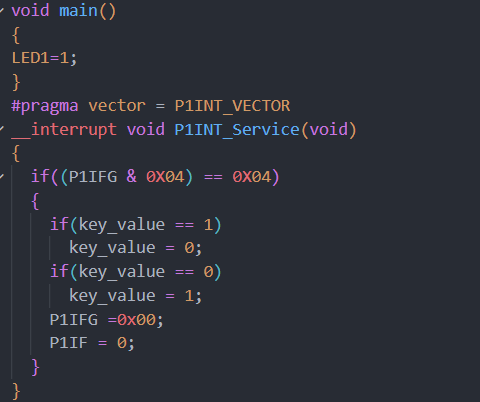 void main()
{
LED1=1;
}
#pragma vector = P1INT_VECTOR
__interrupt void P1INT_Service(void)
{
if((P1IFG & 0X04) == 0X04)
{
if(key_value == 1)
key_value = 0;
if(key_value == 0)
key_value = 1;
P1IFG =0x00;
P1IF = 0;
}
}